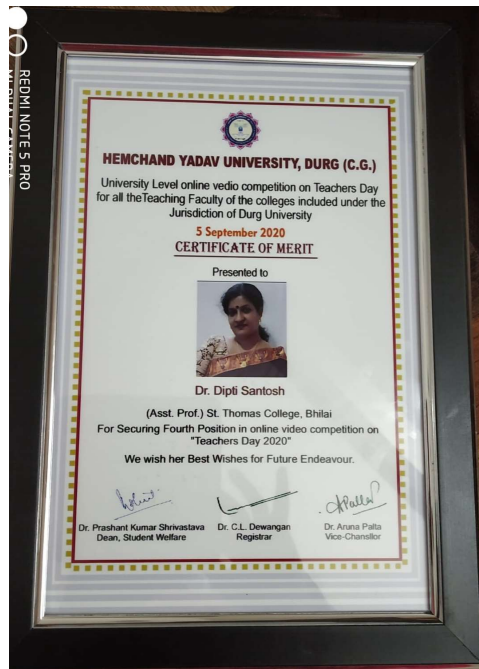 REDMI NOTE 5 PRO
HEMCHAND YADAV UNIVERSITY, DURG (C.G.)
University Level online vedio competition on Teachers Day
for all theTeaching Faculty of the colleges included under the
Jurisdiction of Durg University
5 September 2020
CERTIFICATE OF MERIT
Presented to
Dr. Dipti Santosh
(Asst. Prof.) St. Thomas College, Bhilai
For Securing Fourth Position in online video competition on
"Teachers Day 2020"
We wish her Best Wishes for Future Endeavour.
Dr. Prashant Kumar Shrivastava
Dean, Student Welfare
Dr. C.L. Dewangan
Registrar
Dr. Aruna Palta
Vice-Chansllor